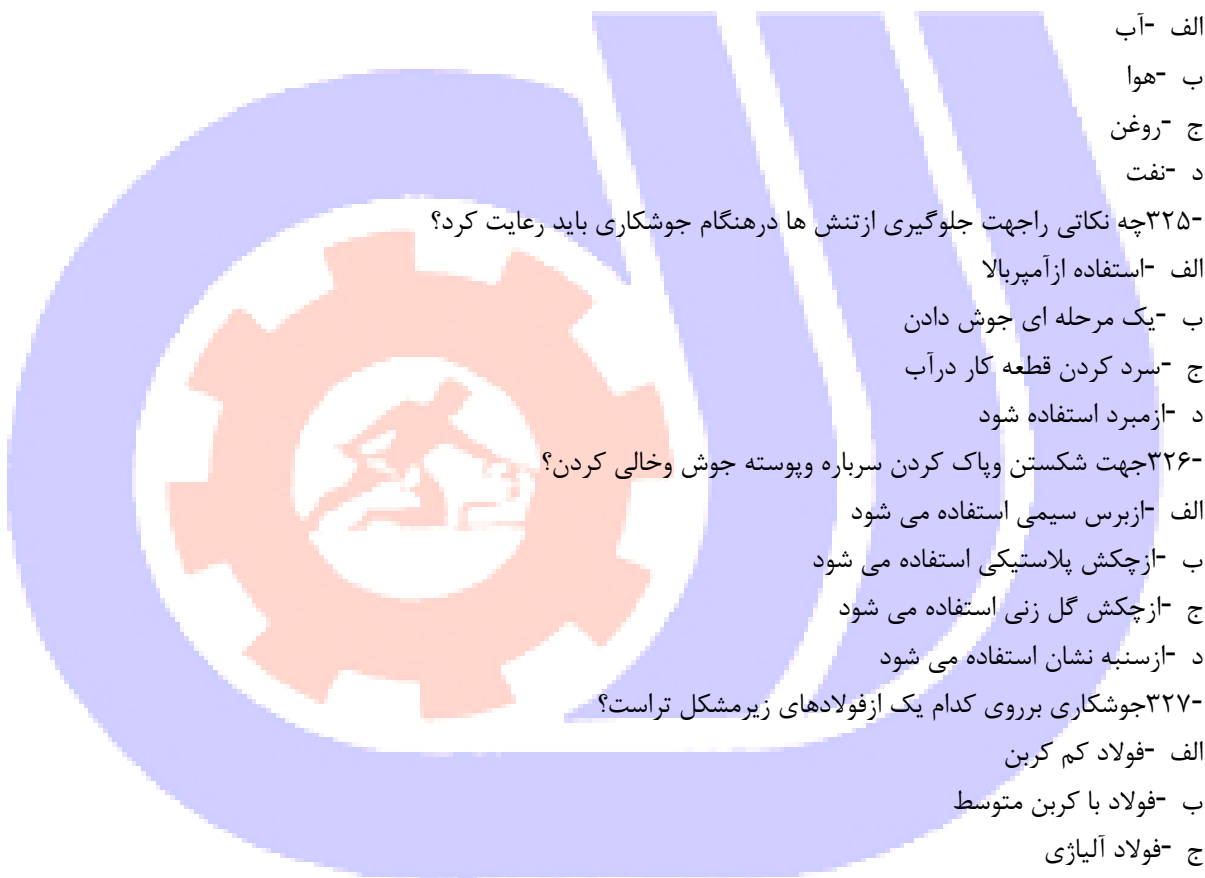 الف -آب
ب -هوا
ج -روغن
د -نفت
-۳۲۵چه نکاتی راجهت جلوگیری ازتنش ها درهنگام جوشکاری باید رعایت کرد؟
الف -استفاده ازآمپربالا
ب -یک مرحله ای جوش دادن
ج -سرد کردن قطعه کار درآب
د -ازمبرد استفاده شود
-۳۲۶جهت شکستن وپاک کردن سرباره وپوسته جوش وخالی کردن؟
الف -ازبرس سیمی استفاده می شود
ب -ازچکش پلاستیکی استفاده می شود
ج -ازچکش گل زنی استفاده می شود
د -ازسنبه نشان استفاده می شود
-۳۲۷جوشکاری برروی کدام یک ازفولادهای زیرمشکل تراست؟
الف -فولاد کم کربن
ب -فولاد با کربن متوسط
ج -فولاد آلیاژی